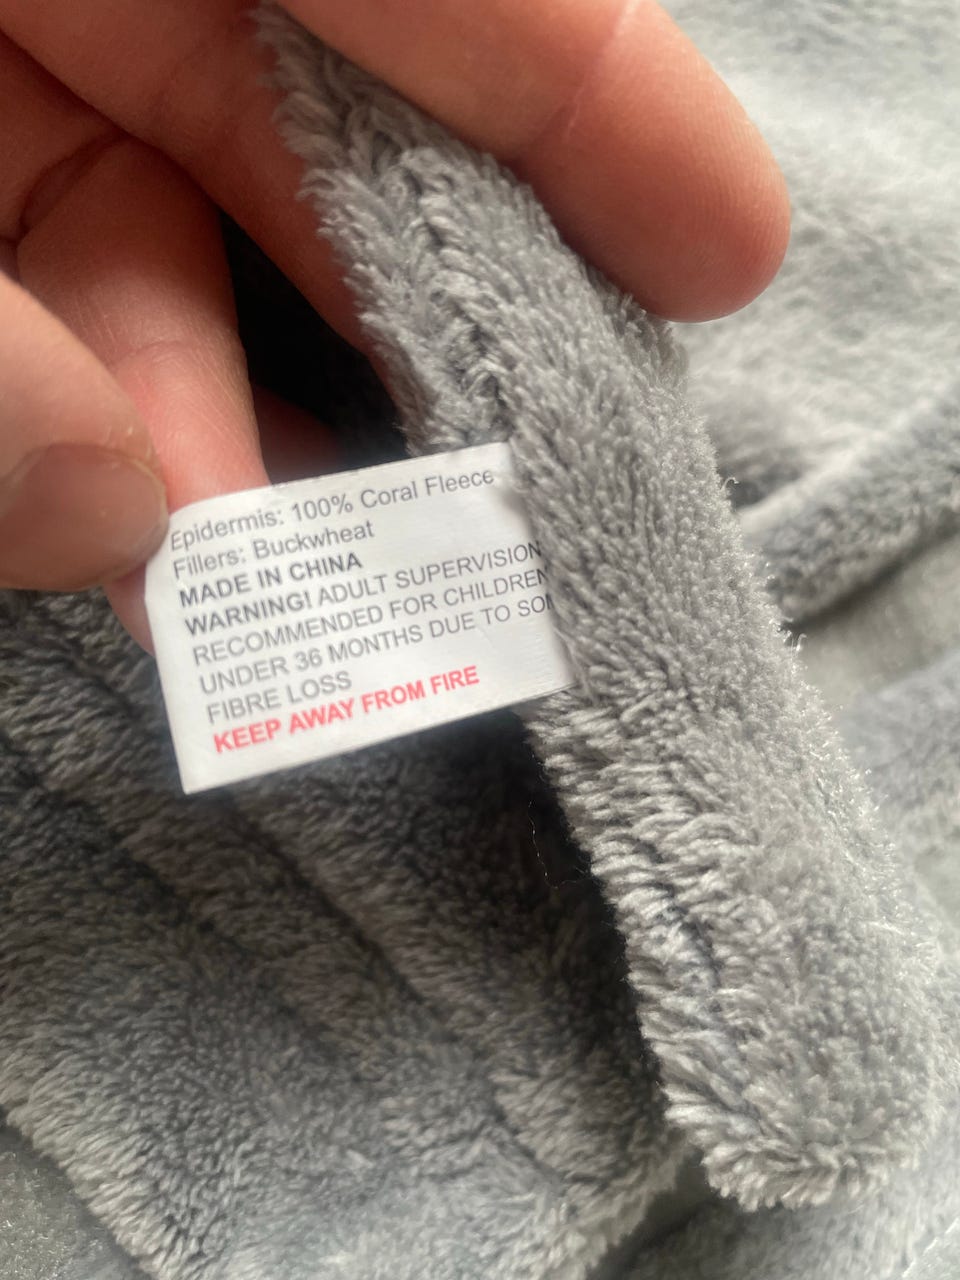 Epidermis: 100% Coral Fleece
Fillers: Buckwheat
MADE IN CHINA
WARNING! ADULT SUPERVISION
RECOMMENDED FOR CHILDREN
UNDER 36 MONTHS DUE TO
FIBRE LOSS
KEEP AWAY FROM FIRE